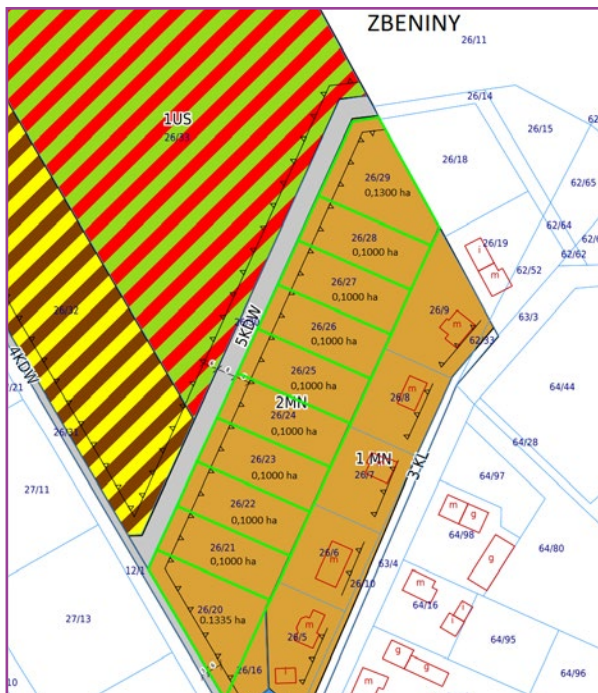 ZBENINY
26/11
26/14
26/15
62/65
26/18
1US
26/33
26/29
0,1300 ha
62/64
26/28
0,1000 ha
26/19
i
m
62/62
62/52
26/27
0,1000 ha
26/32
26/9
m
63/3
5KDW
26/26
0,1000 ha
62/33
4KDW
26/25
0,1000 ha
64/44
26/8
m
2MN
26/24
0,1000 ha
26/31
64/28
26/23
0,1000 ha
1 MN
26/7
3 KL
27/11
64/97
26/22
0,1000 ha
m
g
64/98
64/80
26/21
0,1000 ha
26/6
m
63/4
g
12/1
26/10
m
64/16
27/13
26/20
0.1335 ha
i
i
26/5
m
64/95
g
g
26/16
i
64/96
m